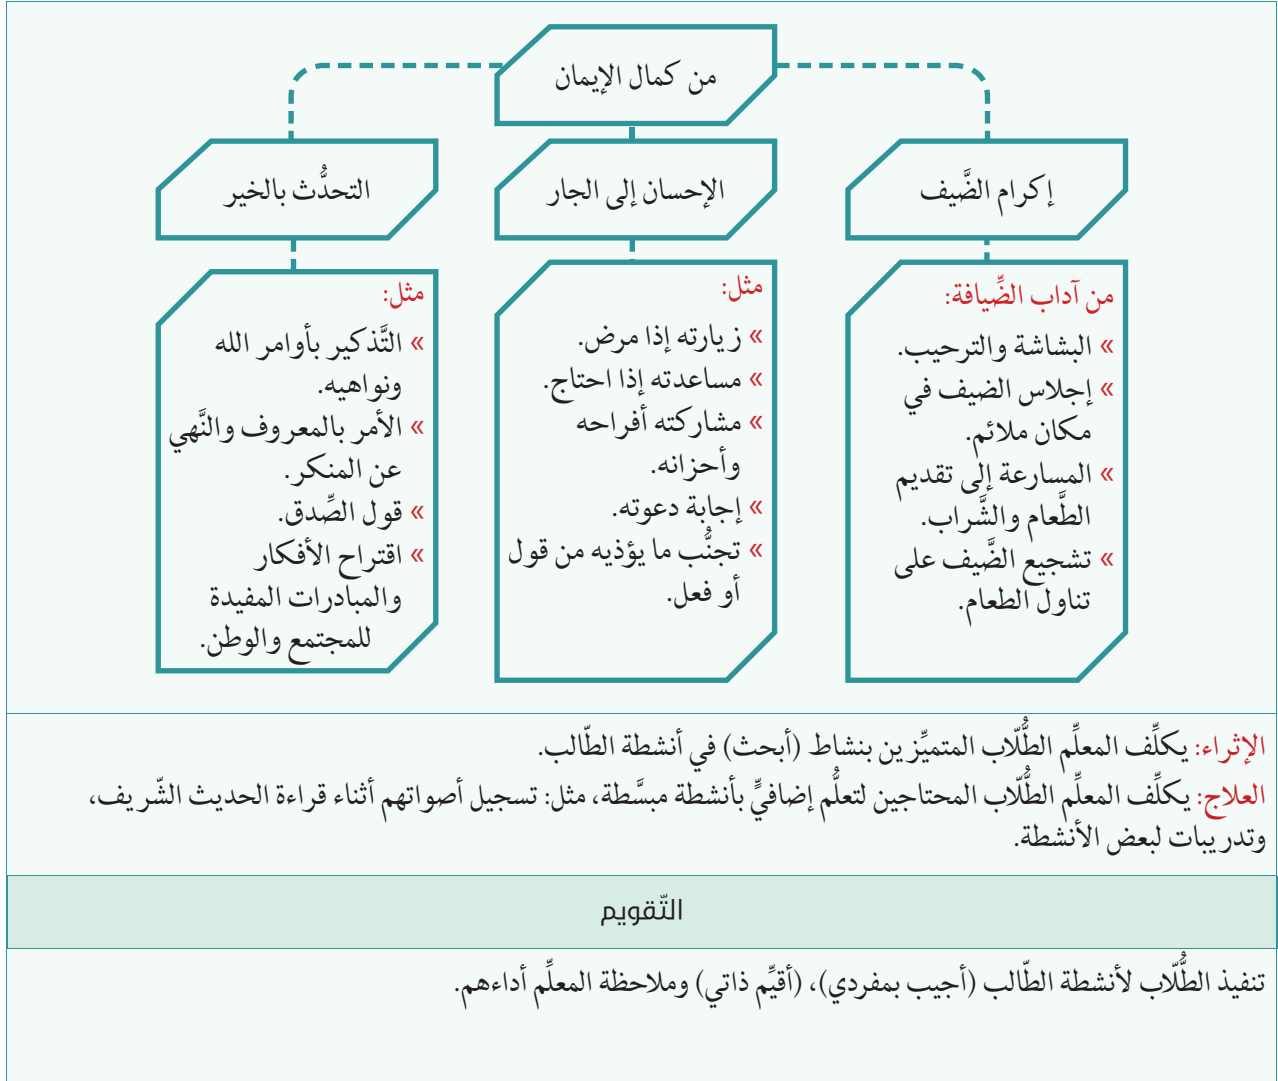 من كمال الإيمان
إكرام الضَّيف
من آداب الضِّيافة:
» البشاشة والترحيب.
» إجلاس الضيف في
مكان ملائم.
» المسارعة إلى تقديم
الطَّعام والشَّراب.
» تشجيع الضَّيف على
تناول الطعام.
الإحسان إلى الجار
مثل:
» زيارته إذا مرض.
» مساعدته إذا احتاج.
» مشاركته أفراحه
وأحزانه.
» إجابة دعوته.
» تجنُّب ما يؤذيه من قول
أو فعل.
التحدُّث بالخير
مثل:
» التَّذكير بأوامر الله
ونواهيه.
» الأمر بالمعروف والنَّهي
عن المنكر.
» قول الصِّدق.
» اقتراح الأفكار
والمبادرات المفيدة
للمجتمع والوطن.
الإثراء: يكلِّف المعلِّم الطُّلّاب المتميِّزين بنشاط (أبحث) في أنشطة الطّالب.
العلاج: يكلِّف المعلِّم الطُّلّاب المحتاجين لتعلُّم إضافيٍّ بأنشطة مبسَّطة، مثل: تسجيل أصواتهم أثناء قراءة الحديث الشّريف،
وتدريبات لبعض الأنشطة.
التّقويم
تنفيذ الطُّلّاب لأنشطة الطّالب (أجيب بمفردي)، (أقيِّم ذاتي) وملاحظة المعلِّم أداءهم.